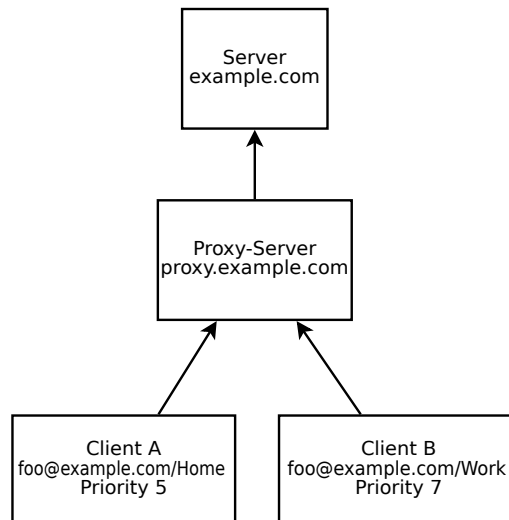 Server
example.com
Proxy-Server
proxy.example.com
Client A
foo@example.com/Home
Priority 5
Client B
foo@example.com/Work
Priority 7